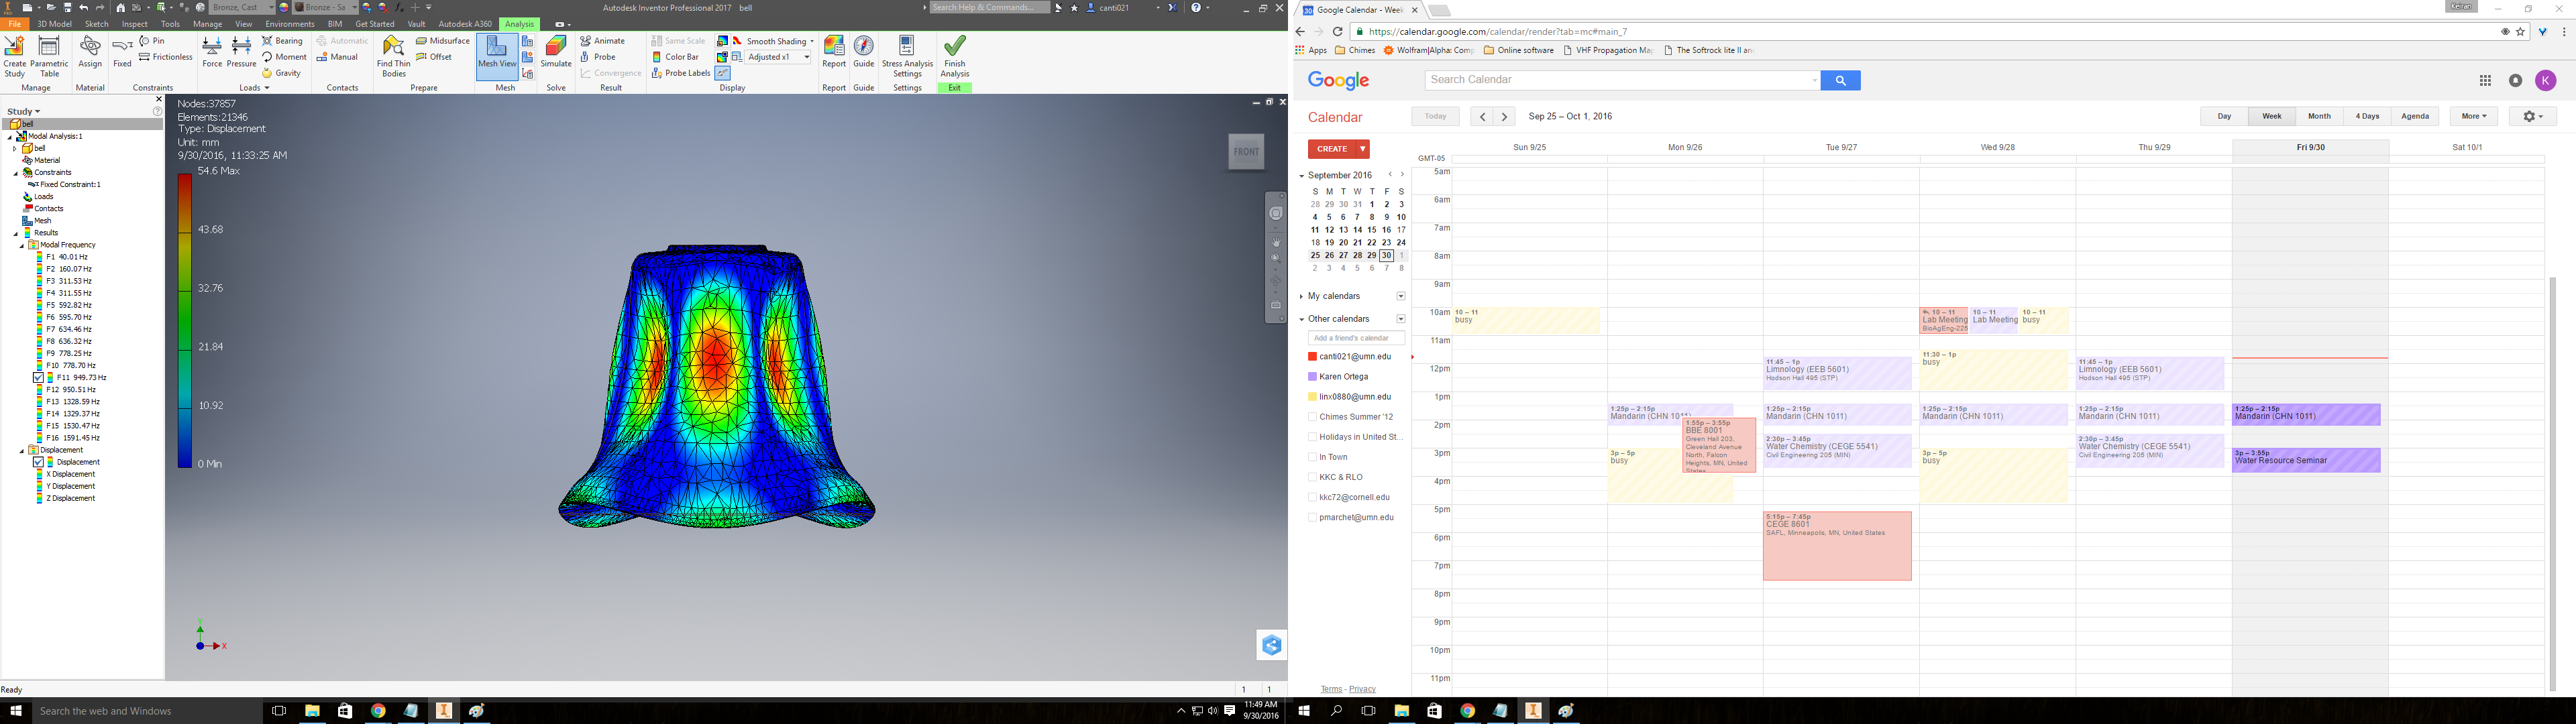 Bronze, Cast
Bronze - Sa
Autodesk Inventor Professional 2017 bell
Search Help & Commands...
canti021
File 3D Model Sketch Inspect Tools Manage View Environments BIM Get Started Vault Autodesk A360 Analysis
Create Study
Parametric Table
Manage
Assign
Material
Fixed
Pin
Frictionless
Constraints
Force
Pressure
Bearing
Moment
Gravity
Loads
Automatic
Manual
Contacts
Find Thin Bodies
Midsurface
Offset
Prepare
Mesh View
Mesh
Simulate
Solve
Animate
Probe
Convergence
Result
Same Scale
Color Bar
Probe Labels
Smooth Shading
Adjusted x1
Display
Report
Report
Guide
Guide
Stress Analysis Settings
Settings
Finish Analysis
Exit
Study
bell
Modal Analysis:1
bell
Material
Constraints
Fixed Constraint:1
Loads
Contacts
Mesh
Results
Modal Frequency
F1 40.01 Hz
F2 160.07 Hz
F3 311.53 Hz
F4 311.55 Hz
F5 592.82 Hz
F6 595.70 Hz
F7 634.46 Hz
F8 636.32 Hz
F9 778.25 Hz
F10 778.70 Hz
F11 949.73 Hz
F12 950.51 Hz
F13 1328.59 Hz
F14 1329.37 Hz
F15 1530.47 Hz
F16 1591.45 Hz
Displacement
Displacement
X Displacement
Y Displacement
Z Displacement
Nodes:37857
Elements:21346
Type: Displacement
Unit: mm
9/30/2016, 11:33:25 AM
54.6 Max
43.68
32.76
21.84
10.92
0 Min
FRONT
Y
X
Ready
1 1
Search the web and Windows
11:49 AM
9/30/2016
Google Calendar - Week
Keiran
https://calendar.google.com/calendar/render?tab=mc#main_7
Apps Chimes Wolfram|Alpha: Comp Online software VHF Propagation Ma The Softrock lite II an
Google
Search Calendar
K
Calendar
Today
Sep 25 – Oct 1, 2016
Day Week Month 4 Days Agenda More
CREATE
September 2016
S M T W T F S
28 29 30 31 1 2 3
4 5 6 7 8 9 10
11 12 13 14 15 16 17
18 19 20 21 22 23 24
25 26 27 28 29 30 1
2 3 4 5 6 7 8
My calendars
Other calendars
Add a friend's calendar
canti021@umn.edu
Karen Ortega
linx0880@umn.edu
Chimes Summer '12
Holidays in United St...
In Town
KKC & RLO
kkc72@cornell.edu
pmarchet@umn.edu
Terms - Privacy
GMT-05
Sun 9/25 Mon 9/26 Tue 9/27 Wed 9/28 Thu 9/29 Fri 9/30 Sat 10/1
5am
6am
7am
8am
9am
10am
11am
12pm
1pm
2pm
3pm
4pm
5pm
6pm
7pm
8pm
9pm
10pm
11pm
10 – 11
busy
1:25p – 2:15p
Mandarin (CHN 1011)
1:55p – 3:55p
BBE 8001
Green Hall 203,
Cleveland Avenue
North, Falcon
Heights, MN, United
States
3p – 5p
busy
11:45 – 1p
Limnology (EEB 5601)
Hodson Hall 495 (STP)
1:25p – 2:15p
Mandarin (CHN 1011)
2:30p – 3:45p
Water Chemistry (CEGE 5541)
Civil Engineering 205 (MIN)
5:15p – 7:45p
CEGE 8601
SAFL, Minneapolis, MN, United States
10 – 11
Lab Meeting
BioAgEng-225
10 – 11
Lab Meeting
10 – 11
busy
11:30 – 1p
busy
1:25p – 2:15p
Mandarin (CHN 1011)
3p – 5p
busy
11:45 – 1p
Limnology (EEB 5601)
Hodson Hall 495 (STP)
1:25p – 2:15p
Mandarin (CHN 1011)
2:30p – 3:45p
Water Chemistry (CEGE 5541)
Civil Engineering 205 (MIN)
1:25p – 2:15p
Mandarin (CHN 1011)
3p – 3:55p
Water Resource Seminar